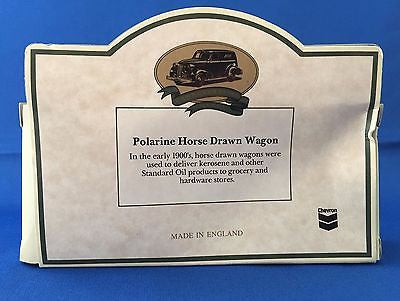 Polarine Horse Drawn Wagon
In the early 1900's, horse drawn wagons were
used to deliver kerosene and other
Standard Oil products to grocery and
hardware stores.
Chevron
MADE IN ENGLAND